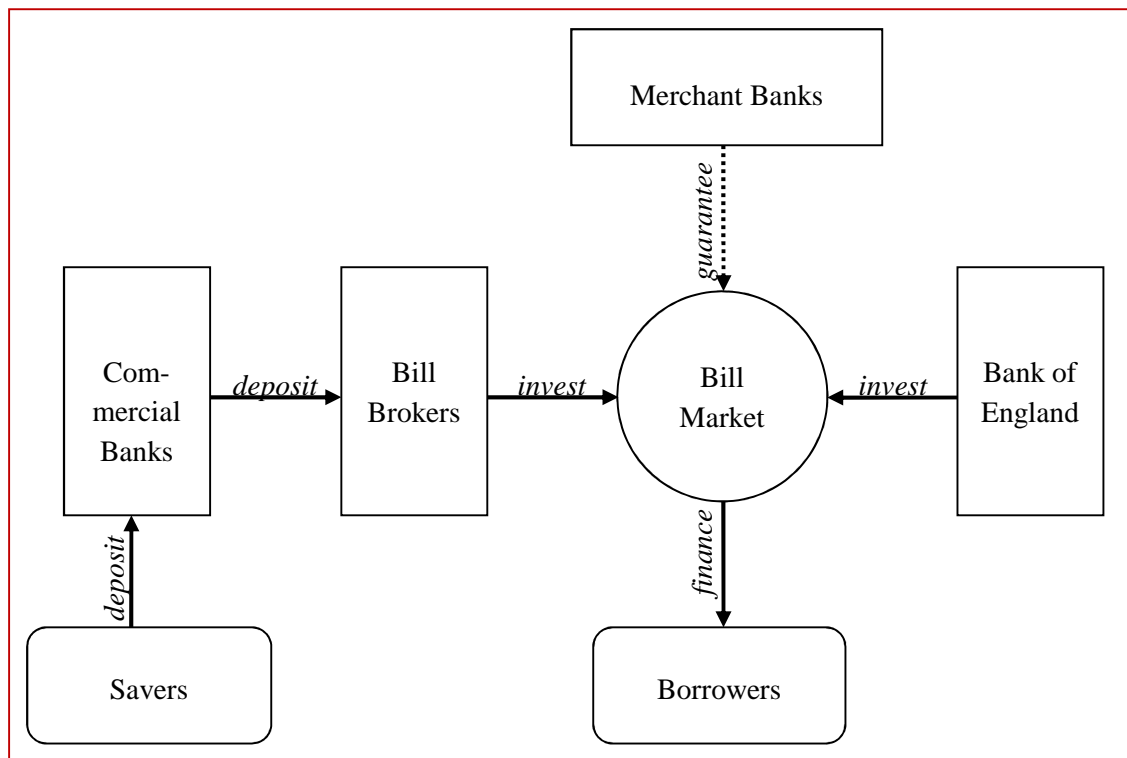 Merchant Banks
guarantee
Com-
mercial
Banks
deposit
Bill
Brokers
invest
Bill
Market
invest
Bank of
England
deposit
finance
Savers
Borrowers